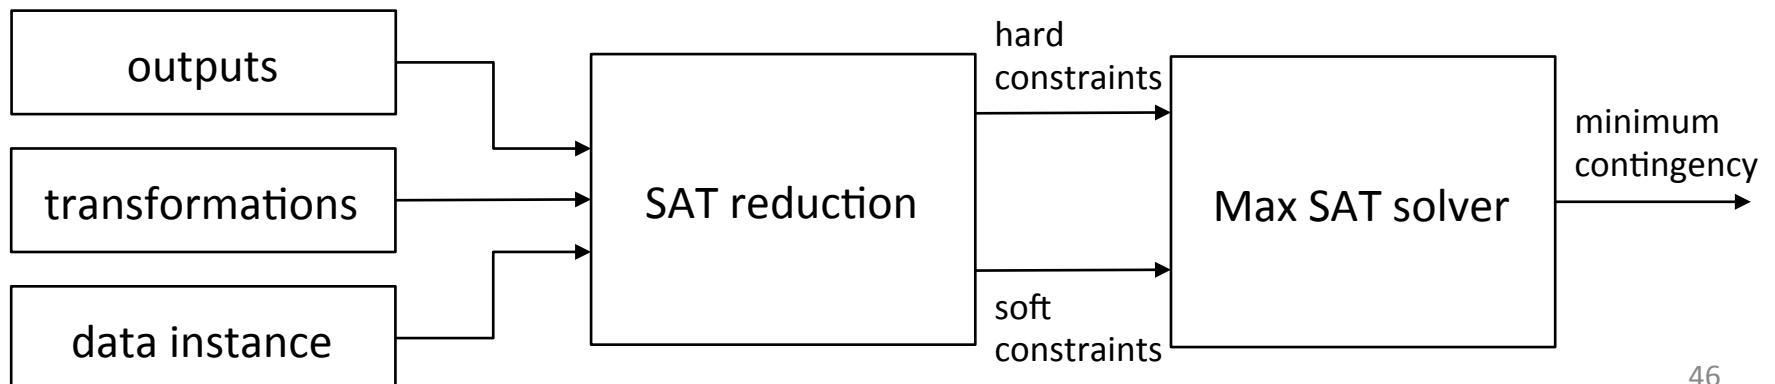 outputs
transformations
data instance
SAT reduction
hard
constraints
soft
constraints
Max SAT solver
minimum
contingency
46